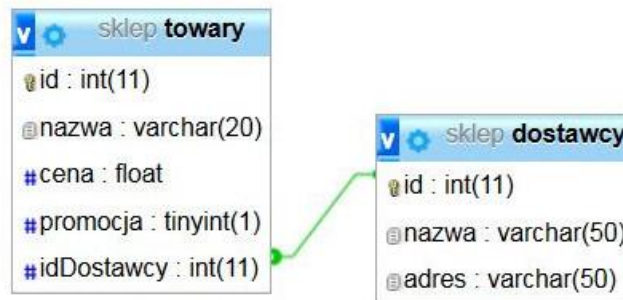 sklep towary
id : int(11)
nazwa : varchar(20)
cena : float
promocja : tinyint(1)
idDostawcy : int(11)
sklep dostawcy
id : int(11)
nazwa : varchar(50)
adres : varchar(50)